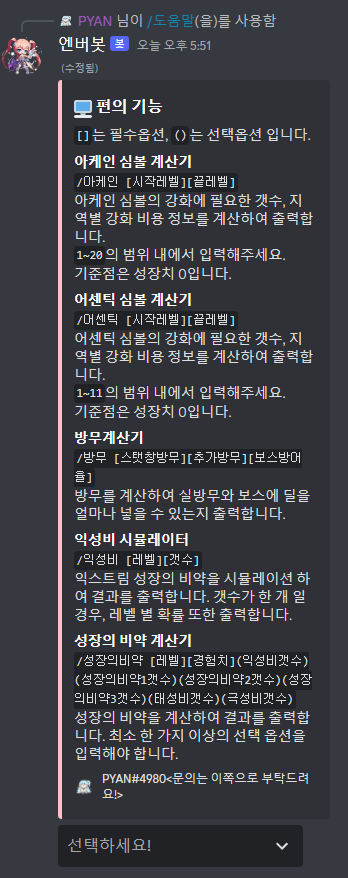 PYAN 님이 /도움말(을)를 사용함
엔버봇 봇 오늘 오후 5:51
(수정됨)
편의 기능
[]는 필수옵션, ()는 선택옵션 입니다.
아케인 심볼 계산기
/아케인 [시작레벨][끝레벨]
아케인 심볼의 강화에 필요한 갯수, 지
역별 강화 비용 정보를 계산하여 출력합
니다.
1~20의 범위 내에서 입력해주세요.
기준점은 성장치 0입니다.
어센틱 심볼 계산기
/어센틱 [시작레벨][끝레벨]
어센틱 심볼의 강화에 필요한 갯수, 지
역별 강화 비용 정보를 계산하여 출력합
니다.
1~11의 범위 내에서 입력해주세요.
기준점은 성장치 0입니다.
방무계산기
/방무 [스탯창방무][추가방무][보스방어
율]
방무를 계산하여 실방무와 보스에 딜을
얼마나 넣을 수 있는지 출력합니다.
익성비 시뮬레이터
/익성비 [레벨][갯수]
익스트림 성장의 비약을 시뮬레이션 하
여 결과를 출력합니다. 갯수가 한 개 일
경우, 레벨 별 확률 또한 출력합니다.
성장의 비약 계산기
/성장의비약 [레벨][경험치](익성비갯수)
(성장의비약1갯수)(성장의비약2갯수)(성장
의비약3갯수)(태성비갯수)(극성비갯수)
성장의 비약을 계산하여 결과를 출력합
니다. 최소 한 가지 이상의 선택 옵션을
입력해야 합니다.
PYAN#4980<문의는 이쪽으로 부탁드려
요!>
선택하세요!